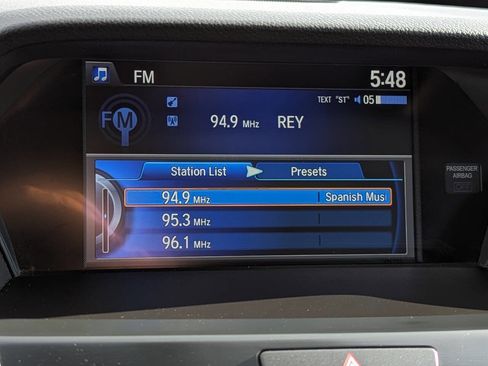 FM 5:48
TEXT "ST" 05
FM 94.9 MHz REY
Station List Presets
94.9 MHz Spanish Musi
95.3 MHz
96.1 MHz
PASSENGER
AIRBAG
OFF